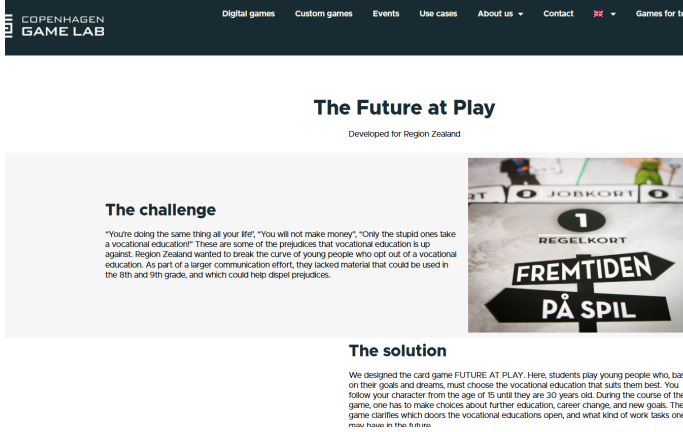 COPENHAGEN
GAME LAB
Digital games Custom games Events Use cases About us Contact Games for
The Future at Play
Developed for Region Zealand
The challenge
"You're doing the same thing all your life", "You will not make money", "Only the stupid ones take
a vocational education!" These are some of the prejudices that vocational education is up
against. Region Zealand wanted to break the curve of young people who opt out of a vocational
education. As part of a larger communication effort, they lacked material that could be used in
the 8th and 9th grade, and which could help dispel prejudices.
JOBKORT
1
REGELKORT
FREMTIDEN
PÅ SPIL
The solution
We designed the card game FUTURE AT PLAY. Here, students play young people who,
on their goals and dreams, must choose the vocational education that suits them best. You
follow your character from the age of 15 until they are 30 years old. During the course of the
game, one has to make choices about further education, career change, and new goals. The
game clarifies which doors the vocational educations open, and what kind of work tasks one
may have in the future